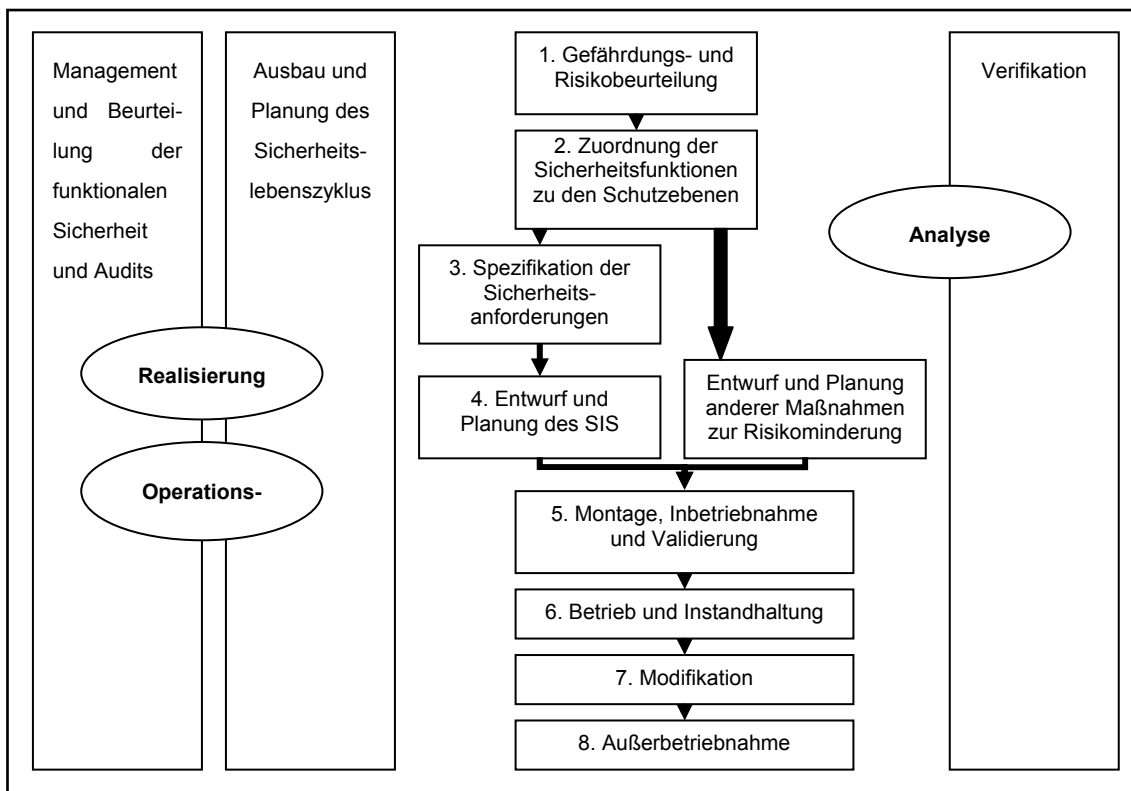 Management
und Beurtei-
lung der
funktionalen
Sicherheit
und Audits
Ausbau und
Planung des
Sicherheits-
lebenszyklus
1. Gefährdungs- und
Risikobeurteilung
2. Zuordnung der
Sicherheitsfunktionen
zu den Schutzebenen
3. Spezifikation der
Sicherheits-
anforderungen
4. Entwurf und
Planung des SIS
Entwurf und Planung
anderer Maßnahmen
zur Risikominderung
5. Montage, Inbetriebnahme
und Validierung
6. Betrieb und Instandhaltung
7. Modifikation
8. Außerbetriebnahme
Verifikation
Analyse
Realisierung
Operations-